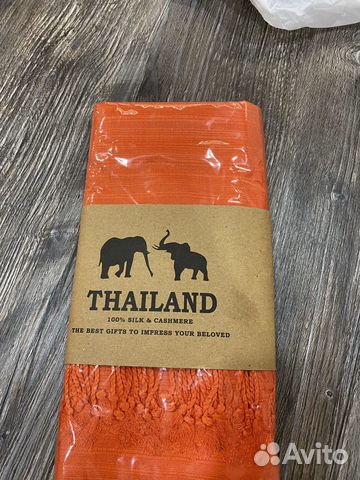 THAILAND
100% SILK & CASHMERE
THE BEST GIFTS TO IMPRESS YOUR BELOVED
Avito